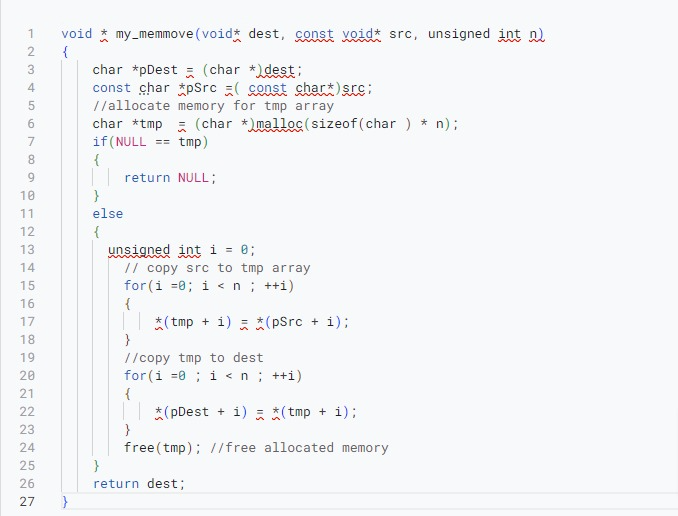 1 void * my_memmove(void* dest, const void* src, unsigned int n)
2 {
3 char *pDest = (char *)dest;
4 const char *pSrc =( const char*)src;
5 //allocate memory for tmp array
6 char *tmp  = (char *)malloc(sizeof(char ) * n);
7 if(NULL == tmp)
8 {
9 return NULL;
10 }
11 else
12 {
13 unsigned int i = 0;
14 // copy src to tmp array
15 for(i =0; i < n ; ++i)
16 {
17 *(tmp + i) = *(pSrc + i);
18 }
19 //copy tmp to dest
20 for(i =0 ; i < n ; ++i)
21 {
22 *(pDest + i) = *(tmp + i);
23 }
24 free(tmp); //free allocated memory
25 }
26 return dest;
27 }